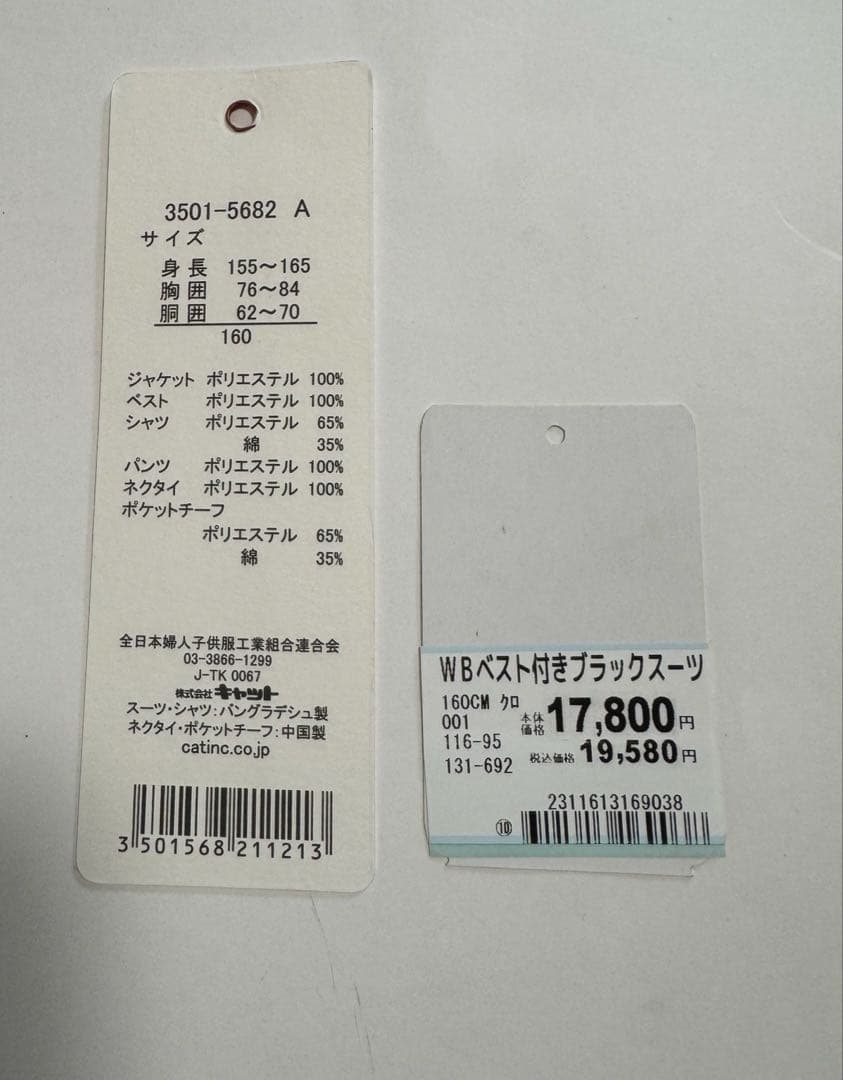 3501-5682 A
サイズ
身長 155～165
胸囲 76～84
胴囲 62～70
160
ジャケット ポリエステル 100%
ベスト ポリエステル 100%
シャツ ポリエステル 65%
綿 35%
パンツ ポリエステル 100%
ネクタイ ポリエステル 100%
ポケットチーフ
ポリエステル 65%
綿 35%
全日本婦人子供服工業組合連合会
03-3866-1299
J-TK 0067
株式会社キャット
スーツ・シャツ:バングラデシュ製
ネクタイ・ポケットチーフ:中国製
catinc.co.jp
3 501568 211213
WBベスト付きブラックスーツ
160CM クロ
001
本体価格 17,800円
116-95
131-692
税込価格 19,580円
2311613169038
⑩